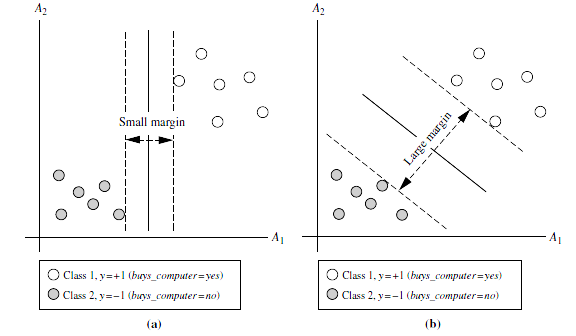 A2
Small margin
A1
Class 1, y=+1 (buys_computer=yes)
Class 2, y=−1 (buys_computer=no)
(a)
A2
Large margin
A1
Class 1, y=+1 (buys_computer=yes)
Class 2, y=−1 (buys_computer=no)
(b)